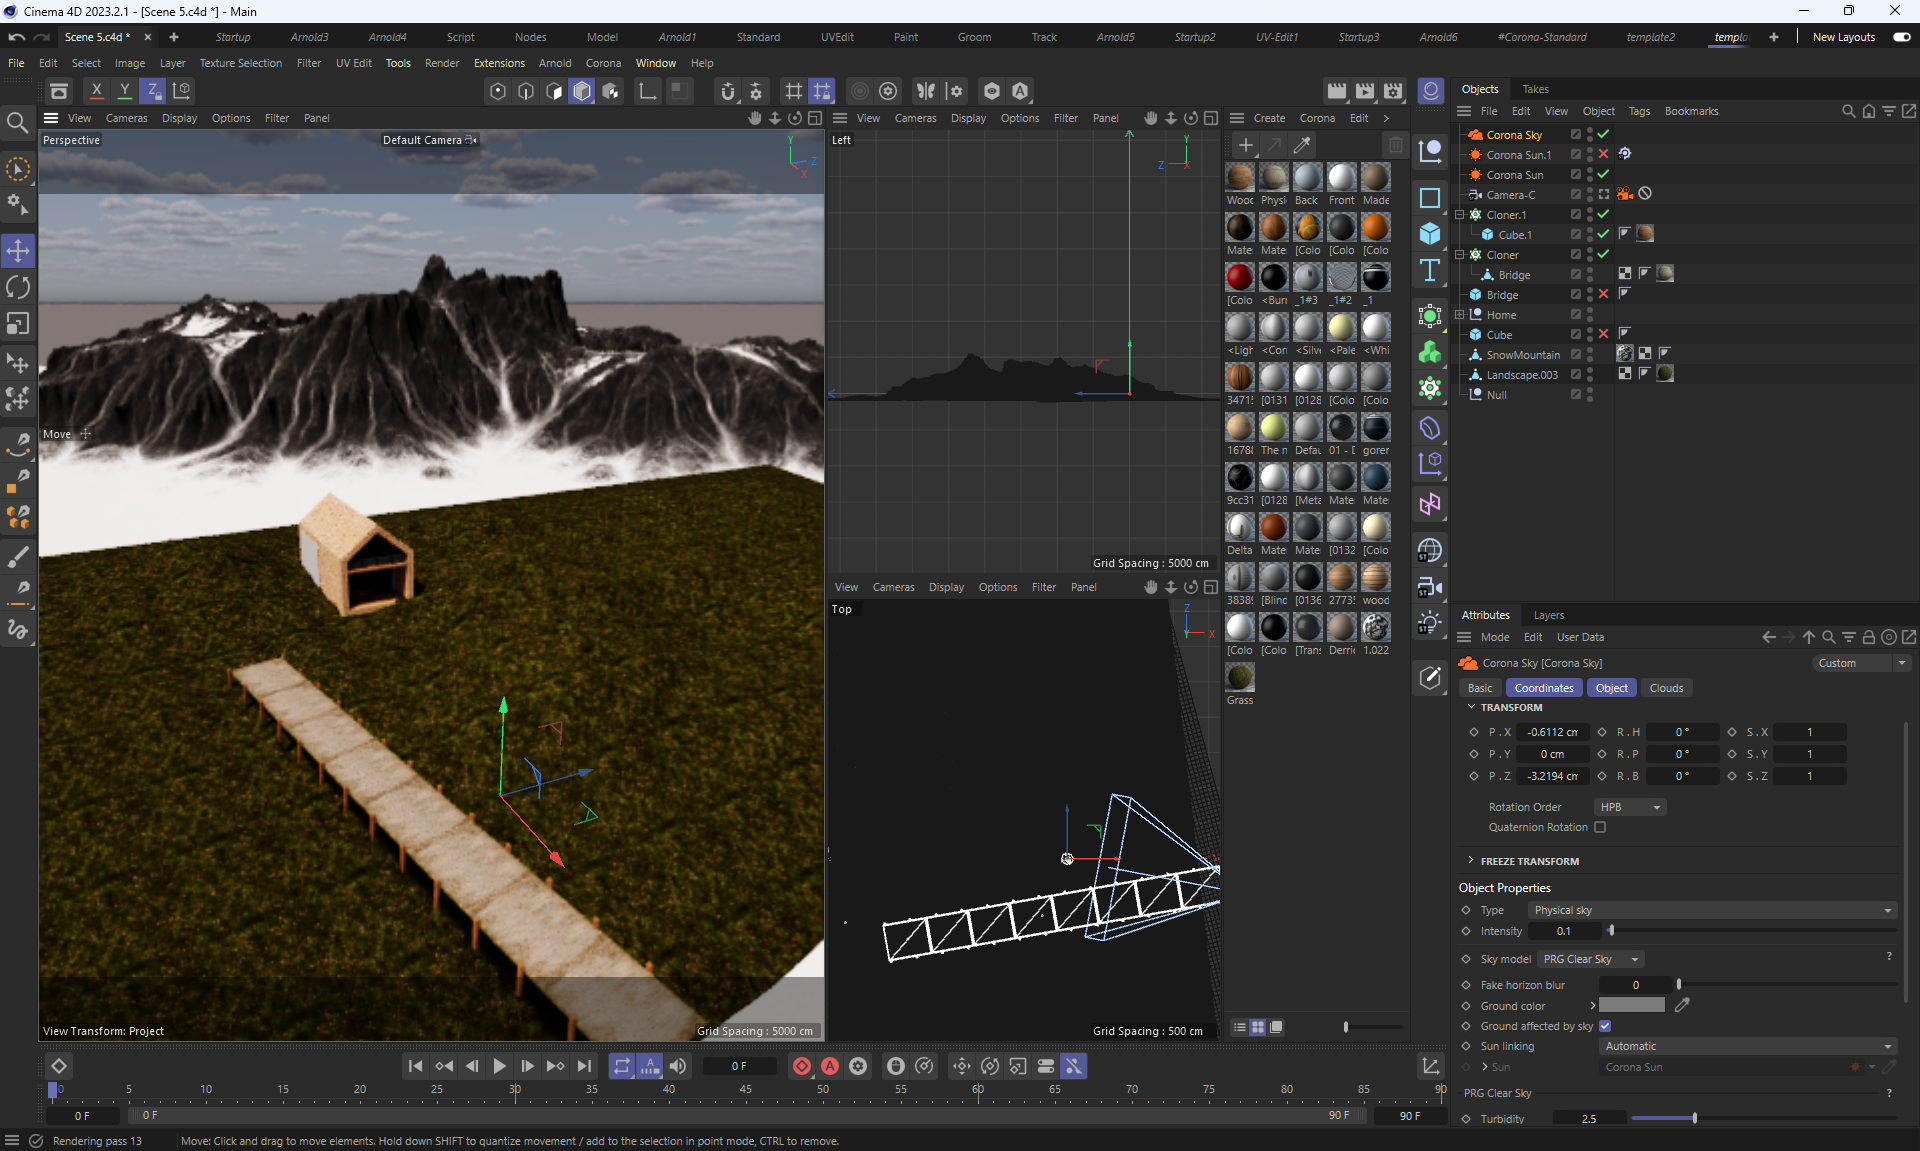 Cinema 4D 2023.2.1 - [Scene 5.c4d *] - Main
Scene 5.c4d * Startup Arnold3 Arnold4 Script Nodes Model Arnold1 Standard UVEdit Paint Groom Track Arnold5 Startup2 UV-Edit1 Startup3 Arnold6 #Corona-Standard template2 templa New Layouts
File Edit Select Image Layer Texture Selection Filter UV Edit Tools Render Extensions Arnold Corona Window Help
X Y Z
View Cameras Display Options Filter Panel
Perspective
Default Camera
Y Z X
Move
View Transform: Project
Grid Spacing : 5000 cm
View Cameras Display Options Filter Panel
Left
Y Z X
Grid Spacing : 5000 cm
View Cameras Display Options Filter Panel
Top
Z Y X
Grid Spacing : 500 cm
Create Corona Edit
Wood Physi Back Front Made
Mate Mate [Colo [Colo [Colo
[Colo <Burn _1#3 _1#2 _1
<Ligh <Con <Silve <Pale <Whi
3471 [0131 [0128 [Colo [Colo
1678 The n Defau 01 - D gorer
9cc31 [0128 [Meta Mate Mate
Delta Mate Mate [0132 [Colo
3838 [Blind [0136 2773 wood
[Colo [Colo [Trans Derri 1.022
Grass
Objects Takes
File Edit View Object Tags Bookmarks
Corona Sky
Corona Sun.1
Corona Sun
Camera-C
Cloner.1
Cube.1
Cloner
Bridge
Bridge
Home
Cube
SnowMountain
Landscape.003
Null
Attributes Layers
Mode Edit User Data
Corona Sky [Corona Sky] Custom
Basic Coordinates Object Clouds
TRANSFORM
P . X -0.6112 cm R . H 0 ° S . X 1
P . Y 0 cm R . P 0 ° S . Y 1
P . Z -3.2194 cm R . B 0 ° S . Z 1
Rotation Order HPB
Quaternion Rotation
FREEZE TRANSFORM
Object Properties
Type Physical sky
Intensity 0.1
Sky model PRG Clear Sky ?
Fake horizon blur 0
Ground color
Ground affected by sky
Sun linking Automatic
Sun Corona Sun
PRG Clear Sky ?
Turbidity 2.5
0 F
0 5 10 15 20 25 30 35 40 45 50 55 60 65 70 75 80 85 90
0 F 0 F 90 F 90 F
Rendering pass 13 Move: Click and drag to move elements. Hold down SHIFT to quantize movement / add to the selection in point mode, CTRL to remove.